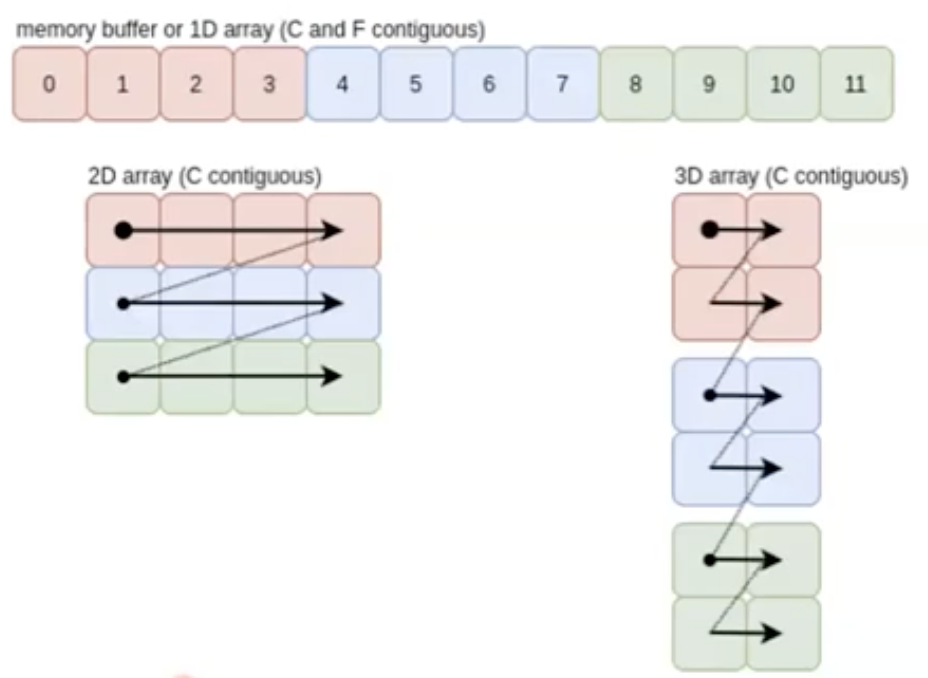 memory buffer or 1D array (C and F contiguous)
0 1 2 3 4 5 6 7 8 9 10 11
2D array (C contiguous)
3D array (C contiguous)